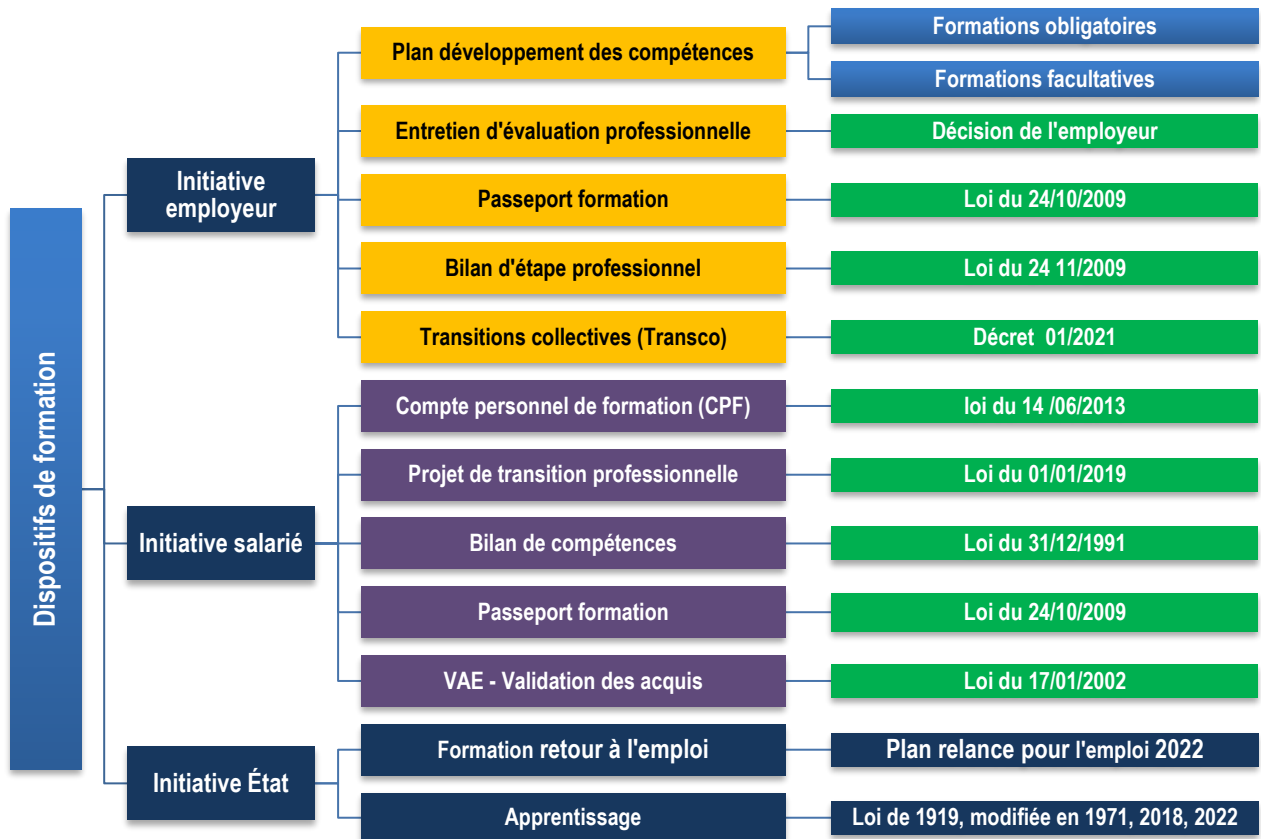 Dispositifs de formation
Initiative
employeur
Plan développement des compétences
Formations obligatoires
Formations facultatives
Entretien d'évaluation professionnelle
Décision de l'employeur
Passeport formation
Loi du 24/10/2009
Bilan d'étape professionnel
Loi du 24 11/2009
Transitions collectives (Transco)
Décret 01/2021
Initiative salarié
Compte personnel de formation (CPF)
loi du 14 /06/2013
Projet de transition professionnelle
Loi du 01/01/2019
Bilan de compétences
Loi du 31/12/1991
Passeport formation
Loi du 24/10/2009
VAE - Validation des acquis
Loi du 17/01/2002
Initiative État
Formation retour à l'emploi
Plan relance pour l'emploi 2022
Apprentissage
Loi de 1919, modifiée en 1971, 2018, 2022